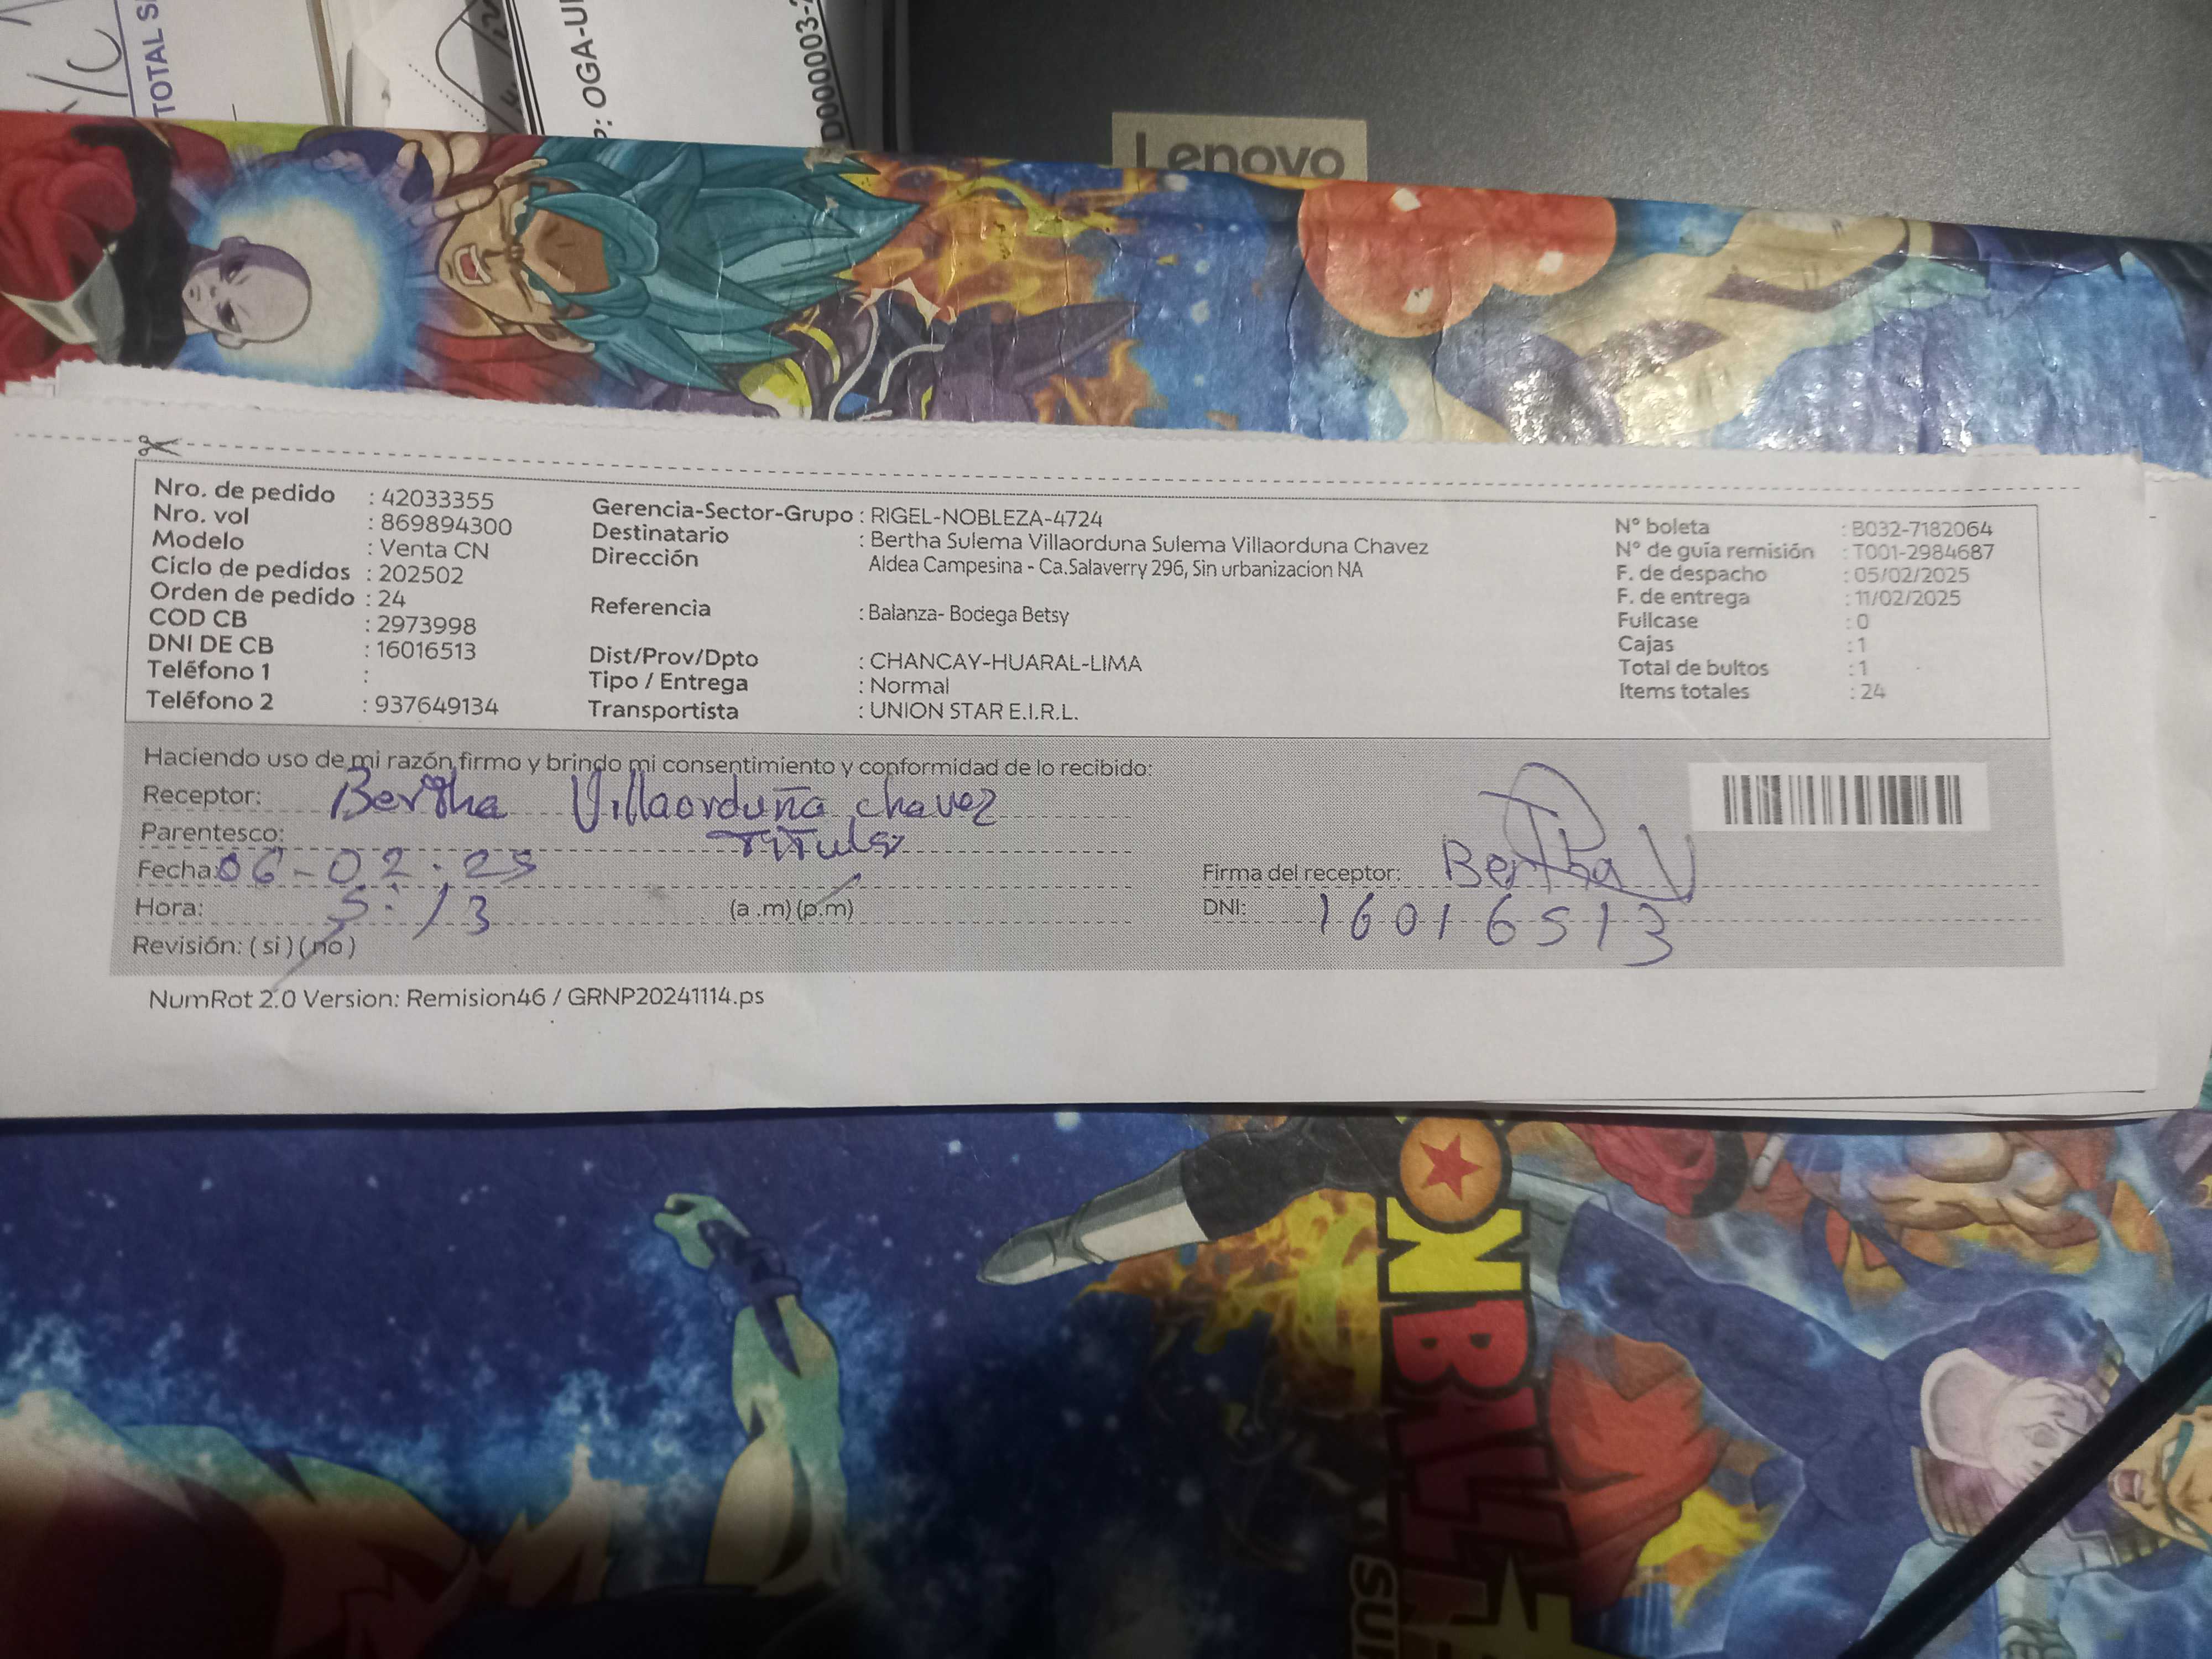 TOTAL
OGA-
D000003-
Lenovo
Nro. de pedido : 42033355
Nro. vol : 869894300
Modelo : Venta CN
Ciclo de pedidos : 202502
Orden de pedido : 24
COD CB : 2973998
DNI DE CB : 16016513
Teléfono 1 :
Teléfono 2 : 937649134
Gerencia-Sector-Grupo : RIGEL-NOBLEZA-4724
Destinatario : Bertha Sulema Villaorduna Sulema Villaorduna Chavez
Dirección Aldea Campesina - Ca.Salaverry 296, Sin urbanizacion NA
Referencia : Balanza- Bodega Betsy
Dist/Prov/Dpto : CHANCAY-HUARAL-LIMA
Tipo / Entrega : Normal
Transportista : UNION STAR E.I.R.L.
N° boleta : B032-7182064
N° de guía remisión : T001-2984687
F. de despacho : 05/02/2025
F. de entrega : 11/02/2025
Fullcase : 0
Cajas : 1
Total de bultos : 1
Items totales : 24
Haciendo uso de mi razón firmo y brindo mi consentimiento y conformidad de lo recibido:
Receptor: Bertha Villaorduña chavez
Parentesco: Titular
Fecha: 06-02-25
Hora: 5:13 (a .m) (p.m)
Revisión: ( si ) ( no )
Firma del receptor: Bertha V
DNI: 16016513
NumRot 2.0 Version: Remision46 / GRNP20241114.ps
ON BALL
SU